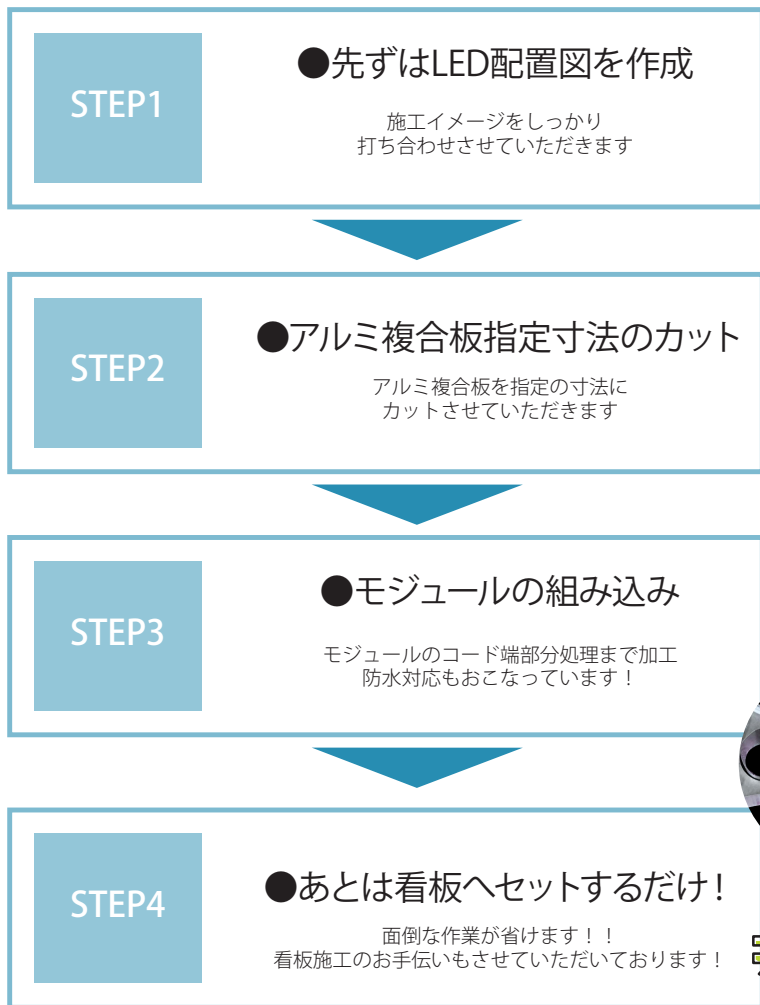 STEP1
●先ずはLED配置図を作成
施工イメージをしっかり
打ち合わせさせていただきます
STEP2
●アルミ複合板指定寸法のカット
アルミ複合板を指定の寸法に
カットさせていただきます
STEP3
●モジュールの組み込み
モジュールのコード端部分処理まで加工
防水対応もおこなっています！
STEP4
●あとは看板へセットするだけ！
面倒な作業が省けます！！
看板施工のお手伝いもさせていただいております！